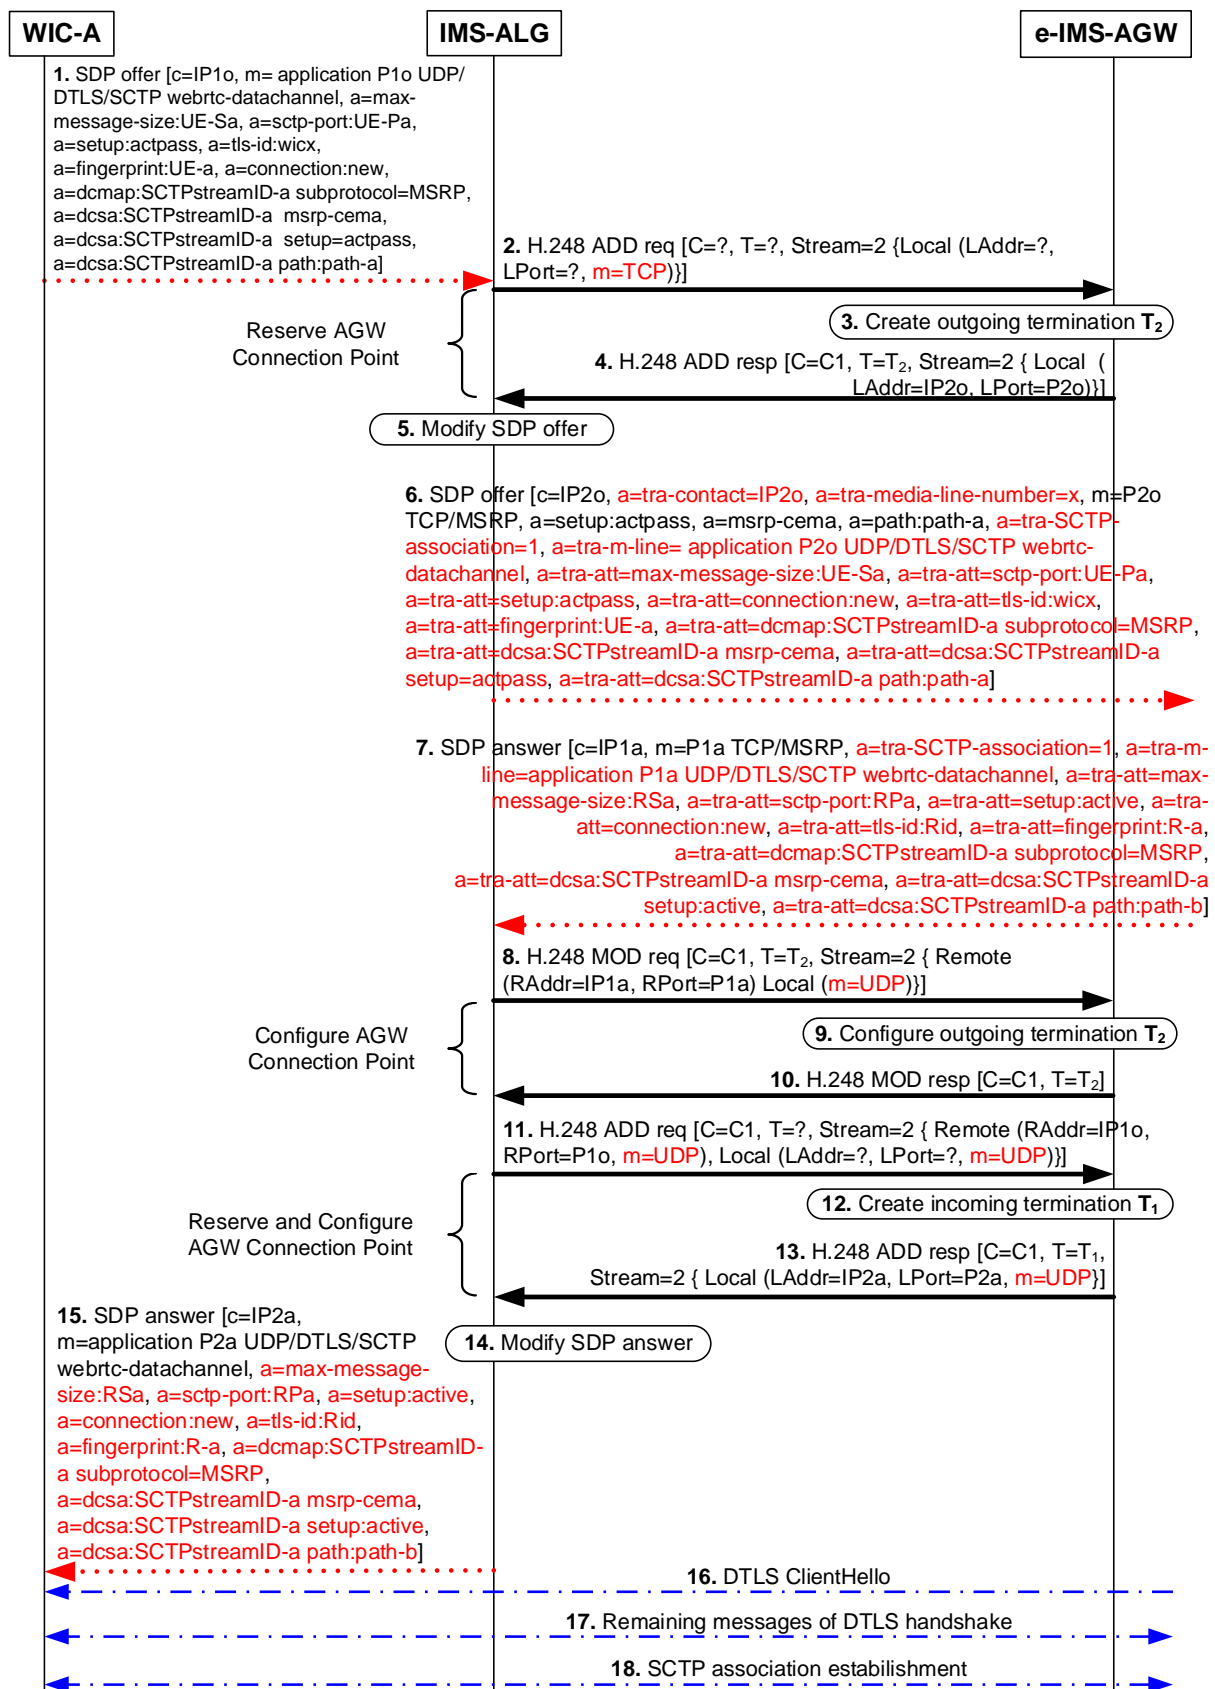 WIC-A
IMS-ALG
e-IMS-AGW
1. SDP offer [c=IP1o, m= application P1o UDP/
DTLS/SCTP webrtc-datachannel, a=max-
message-size:UE-Sa, a=sctp-port:UE-Pa,
a=setup:actpass, a=tls-id:wicx,
a=fingerprint:UE-a, a=connection:new,
a=dcmap:SCTPstreamID-a subprotocol=MSRP,
a=dcsa:SCTPstreamID-a msrp-cema,
a=dcsa:SCTPstreamID-a setup=actpass,
a=dcsa:SCTPstreamID-a path:path-a]
2. H.248 ADD req [C=?, T=?, Stream=2 {Local (LAddr=?,
LPort=?, m=TCP)}]
Reserve AGW
Connection Point
3. Create outgoing termination T2
4. H.248 ADD resp [C=C1, T=T2, Stream=2 { Local (
LAddr=IP2o, LPort=P2o)}]
5. Modify SDP offer
6. SDP offer [c=IP2o, a=tra-contact=IP2o, a=tra-media-line-number=x, m=P2o
TCP/MSRP, a=setup:actpass, a=msrp-cema, a=path:path-a, a=tra-SCTP-
association=1, a=tra-m-line= application P2o UDP/DTLS/SCTP webrtc-
datachannel, a=tra-att=max-message-size:UE-Sa, a=tra-att=sctp-port:UE-Pa,
a=tra-att=setup:actpass, a=tra-att=connection:new, a=tra-att=tls-id:wicx,
a=tra-att=fingerprint:UE-a, a=tra-att=dcmap:SCTPstreamID-a subprotocol=MSRP,
a=tra-att=dcsa:SCTPstreamID-a msrp-cema, a=tra-att=dcsa:SCTPstreamID-a
setup=actpass, a=tra-att=dcsa:SCTPstreamID-a path:path-a]
7. SDP answer [c=IP1a, m=P1a TCP/MSRP, a=tra-SCTP-association=1, a=tra-m-
line=application P1a UDP/DTLS/SCTP webrtc-datachannel, a=tra-att=max-
message-size:RSa, a=tra-att=sctp-port:RPa, a=tra-att=setup:active, a=tra-
att=connection:new, a=tra-att=tls-id:Rid, a=tra-att=fingerprint:R-a,
a=tra-att=dcmap:SCTPstreamID-a subprotocol=MSRP,
a=tra-att=dcsa:SCTPstreamID-a msrp-cema, a=tra-att=dcsa:SCTPstreamID-a
setup:active, a=tra-att=dcsa:SCTPstreamID-a path:path-b]
8. H.248 MOD req [C=C1, T=T2, Stream=2 { Remote
(RAddr=IP1a, RPort=P1a) Local (m=UDP)}]
Configure AGW
Connection Point
9. Configure outgoing termination T2
10. H.248 MOD resp [C=C1, T=T2]
11. H.248 ADD req [C=C1, T=?, Stream=2 { Remote (RAddr=IP1o,
RPort=P1o, m=UDP), Local (LAddr=?, LPort=?, m=UDP)}]
Reserve and Configure
AGW Connection Point
12. Create incoming termination T1
13. H.248 ADD resp [C=C1, T=T1,
Stream=2 { Local (LAddr=IP2a, LPort=P2a, m=UDP}]
14. Modify SDP answer
15. SDP answer [c=IP2a,
m=application P2a UDP/DTLS/SCTP
webrtc-datachannel, a=max-message-
size:RSa, a=sctp-port:RPa, a=setup:active,
a=connection:new, a=tls-id:Rid,
a=fingerprint:R-a, a=dcmap:SCTPstreamID-
a subprotocol=MSRP,
a=dcsa:SCTPstreamID-a msrp-cema,
a=dcsa:SCTPstreamID-a setup:active,
a=dcsa:SCTPstreamID-a path:path-b]
16. DTLS ClientHello
17. Remaining messages of DTLS handshake
18. SCTP association estabilishment